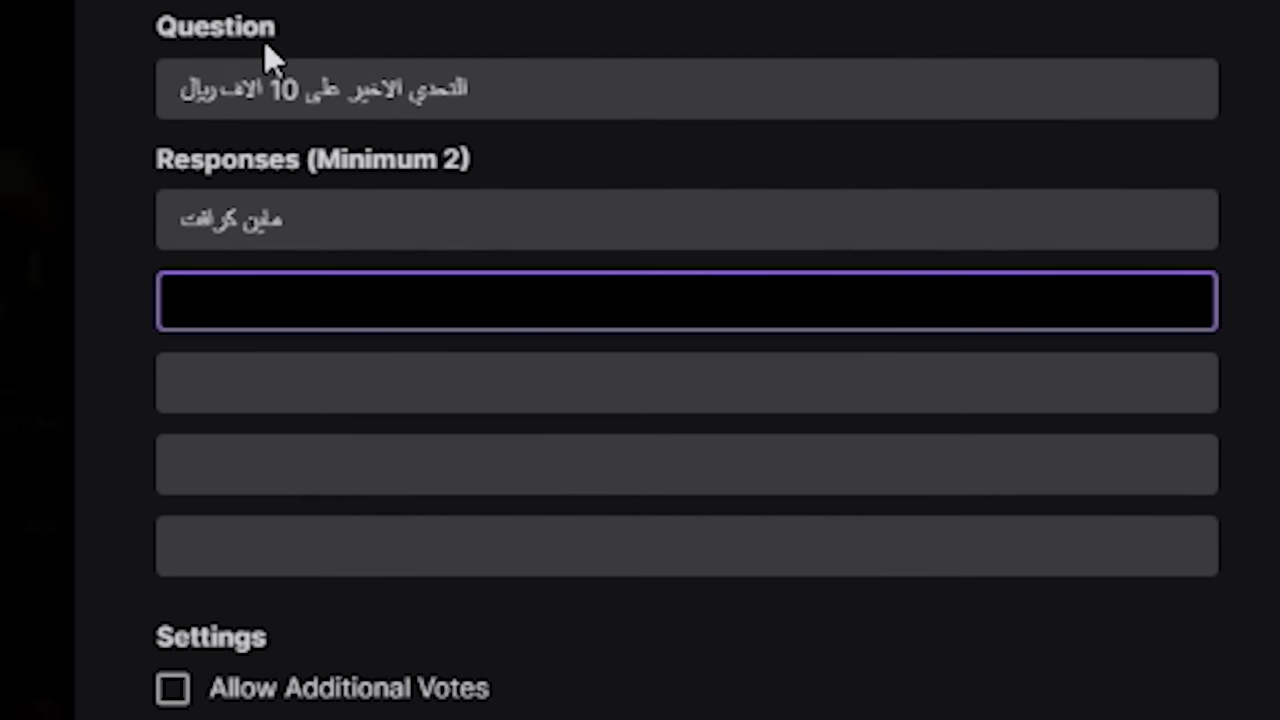 Question
التحدي الاخير على 10 الاف ريال
Responses (Minimum 2)
ماين كرافت
Settings
Allow Additional Votes